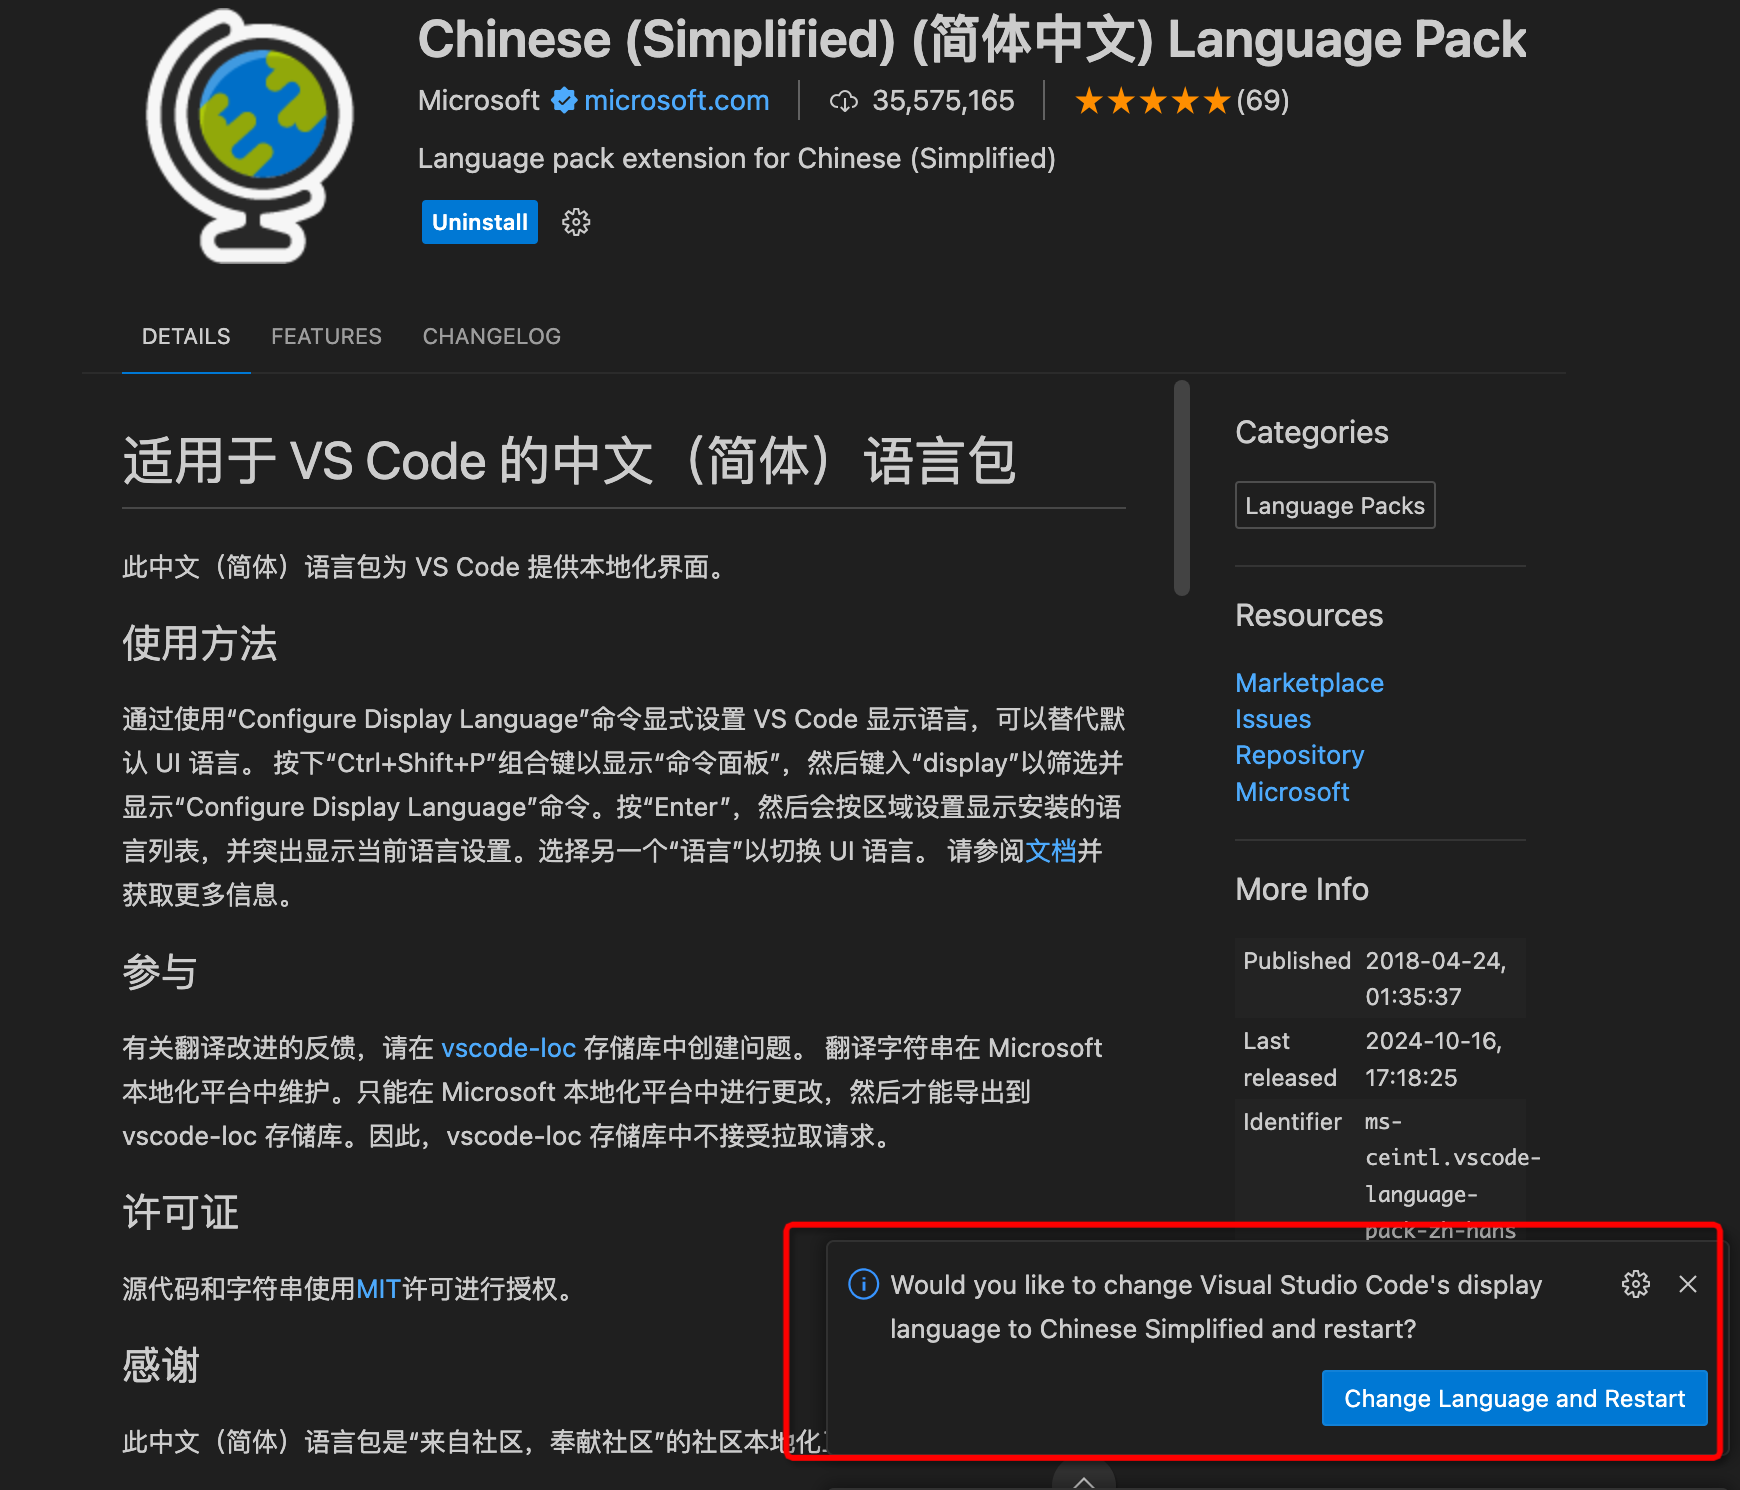 Chinese (Simplified) (简体中文) Language Pack
Microsoft microsoft.com 35,575,165 (69)
Language pack extension for Chinese (Simplified)
Uninstall
DETAILS FEATURES CHANGELOG
适用于 VS Code 的中文（简体）语言包
此中文（简体）语言包为 VS Code 提供本地化界面。
使用方法
通过使用“Configure Display Language”命令显式设置 VS Code 显示语言，可以替代默
认 UI 语言。 按下“Ctrl+Shift+P”组合键以显示“命令面板”，然后键入“display”以筛选并
显示“Configure Display Language”命令。按“Enter”，然后会按区域设置显示安装的语
言列表，并突出显示当前语言设置。选择另一个“语言”以切换 UI 语言。 请参阅文档并
获取更多信息。
参与
有关翻译改进的反馈，请在 vscode-loc 存储库中创建问题。 翻译字符串在 Microsoft
本地化平台中维护。只能在 Microsoft 本地化平台中进行更改，然后才能导出到
vscode-loc 存储库。因此，vscode-loc 存储库中不接受拉取请求。
许可证
源代码和字符串使用MIT许可进行授权。
感谢
此中文（简体）语言包是“来自社区，奉献社区”的社区本地化
Categories
Language Packs
Resources
Marketplace
Issues
Repository
Microsoft
More Info
Published 2018-04-24,
01:35:37
Last 2024-10-16,
released 17:18:25
Identifier ms-
ceintl.vscode-
language-
pack-zh-hans
Would you like to change Visual Studio Code's display
language to Chinese Simplified and restart?
Change Language and Restart